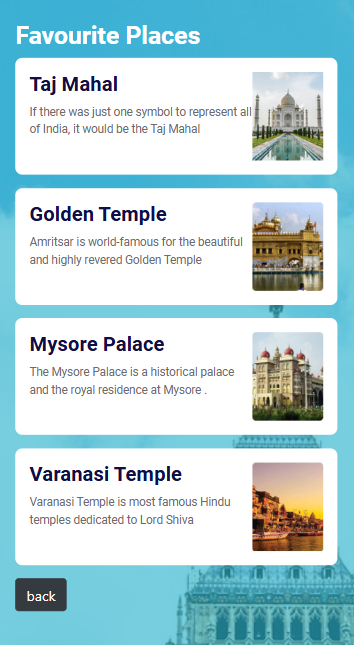 Favourite Places
Taj Mahal
If there was just one symbol to represent all
of India, it would be the Taj Mahal
Golden Temple
Amritsar is world-famous for the beautiful
and highly revered Golden Temple
Mysore Palace
The Mysore Palace is a historical palace
and the royal residence at Mysore .
Varanasi Temple
Varanasi Temple is most famous Hindu
temples dedicated to Lord Shiva
back